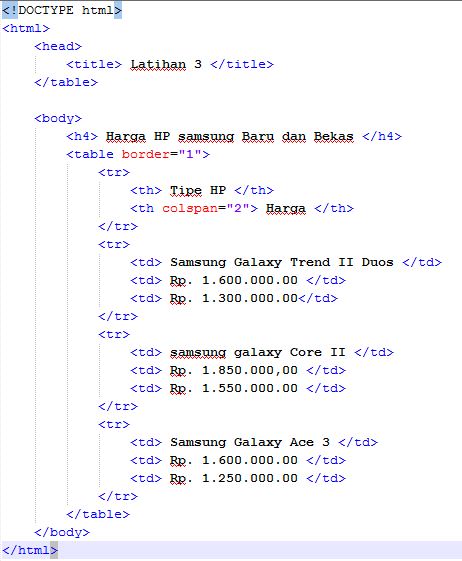 <!DOCTYPE html>
<html>
<head>
<title> Latihan 3 </title>
</table>
<body>
<h4> Harga HP samsung Baru dan Bekas </h4>
<table border="1">
<tr>
<th> Tipe HP </th>
<th colspan="2"> Harga </th>
</tr>
<tr>
<td> Samsung Galaxy Trend II Duos </td>
<td> Rp. 1.600.000.00 </td>
<td> Rp. 1.300.000.00</td>
</tr>
<tr>
<td> samsung galaxy Core II </td>
<td> Rp. 1.850.000,00 </td>
<td> Rp. 1.550.000.00 </td>
</tr>
<tr>
<td> Samsung Galaxy Ace 3 </td>
<td> Rp. 1.600.000.00 </td>
<td> Rp. 1.250.000.00 </td>
</tr>
</table>
</body>
</html>